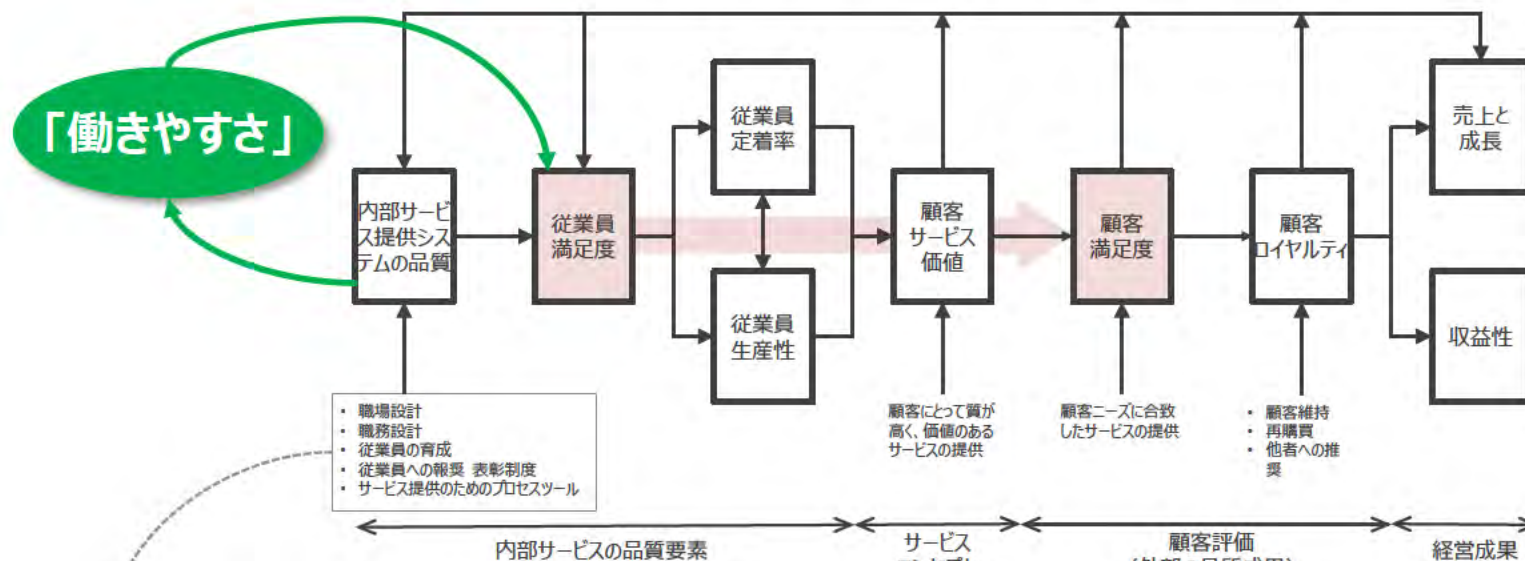 「働きやすさ」
内部サービ
ス提供シス
テムの品質
従業員
満足度
従業員
定着率
従業員
生産性
顧客
サービス
価値
顧客
満足度
顧客
ロイヤルティ
売上と
成長
収益性
・ 職場設計
・ 職務設計
・ 従業員の育成
・ 従業員への報奨 表彰制度
・ サービス提供のためのプロセスツール
顧客にとって質が
高く、価値のある
サービスの提供
顧客ニーズに合致
したサービスの提供
・ 顧客維持
・ 再購買
・ 他者への推
奨
内部サービスの品質要素
サービス
顧客評価
経営成果